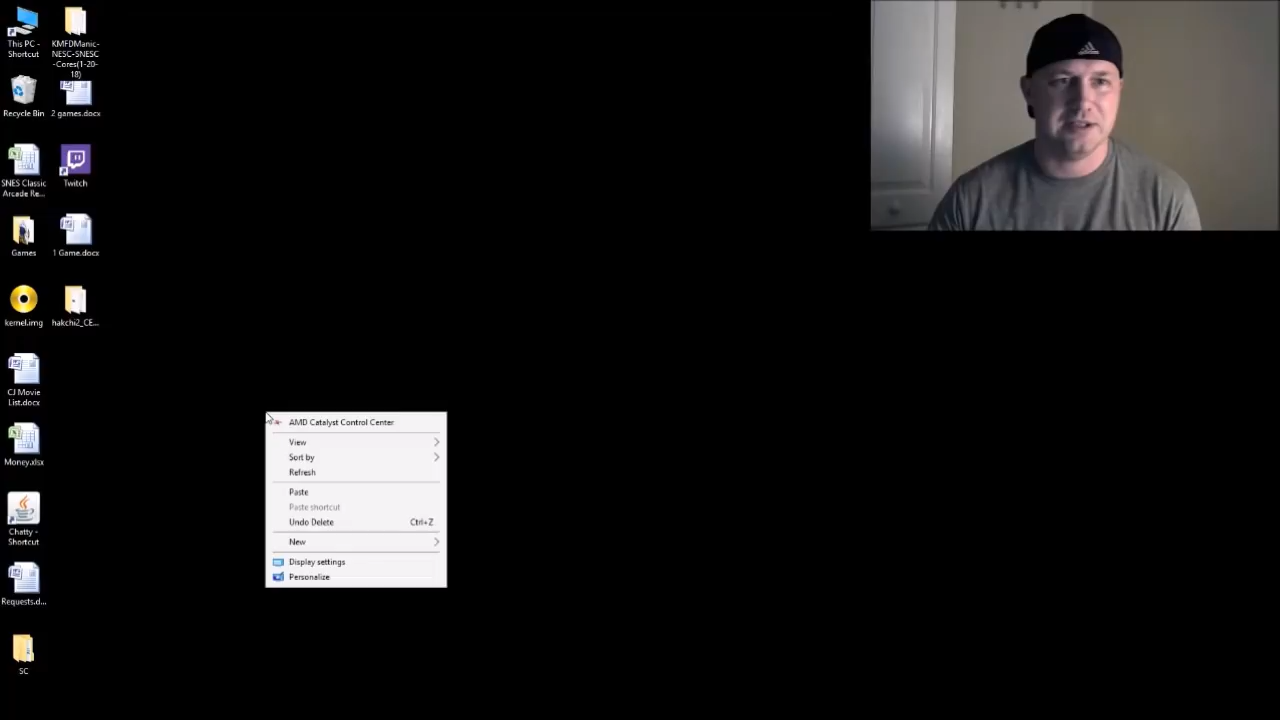 This PC -
Shortcut
KMFDManic-
NESC-SNESC
-Cores(1-20-
18)
Recycle Bin
2 games.docx
SNES Classic
Arcade Re...
Twitch
Games
1 Game.docx
kernel.img
hakchi2_CE...
CJ Movie
List.docx
Money.xlsx
Chatty -
Shortcut
Requests.d...
SC
AMD Catalyst Control Center
View
Sort by
Refresh
Paste
Paste shortcut
Undo Delete Ctrl+Z
New
Display settings
Personalize